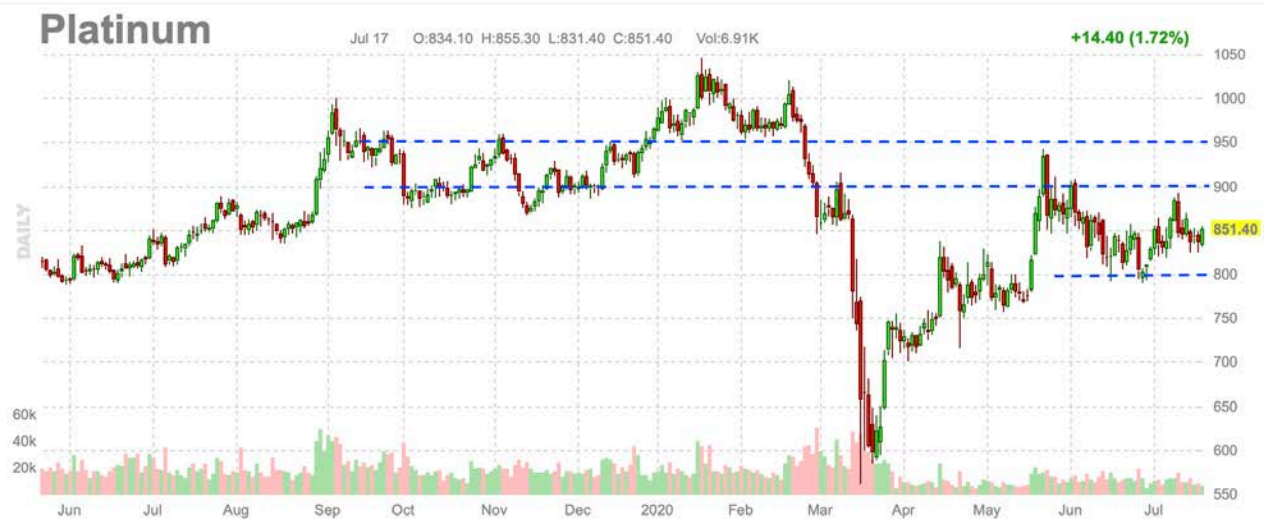 Platinum
Jul 17 O:834.10 H:855.30 L:831.40 C:851.40 Vol:6.91K +14.40 (1.72%)
1050
1000
950
900
DAILY
851.40
800
750
700
60k 650
40k
20k 600
550
Jun Jul Aug Sep Oct Nov Dec 2020 Feb Mar Apr May Jun Jul